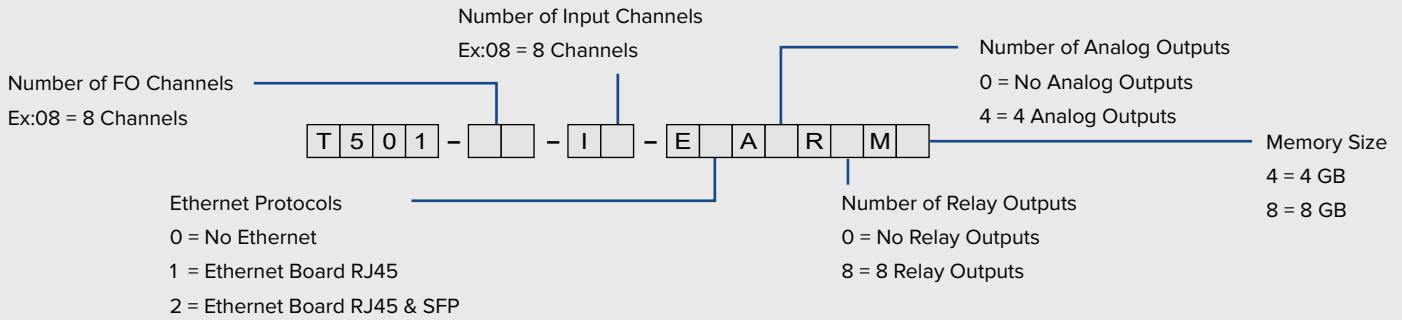 Number of Input Channels
Ex:08 = 8 Channels
Number of FO Channels
Ex:08 = 8 Channels
Number of Analog Outputs
0 = No Analog Outputs
4 = 4 Analog Outputs
T501- - I - E A R M
Memory Size
4 = 4 GB
8 = 8 GB
Ethernet Protocols
0 = No Ethernet
1 = Ethernet Board RJ45
2 = Ethernet Board RJ45 & SFP
Number of Relay Outputs
0 = No Relay Outputs
8 = 8 Relay Outputs